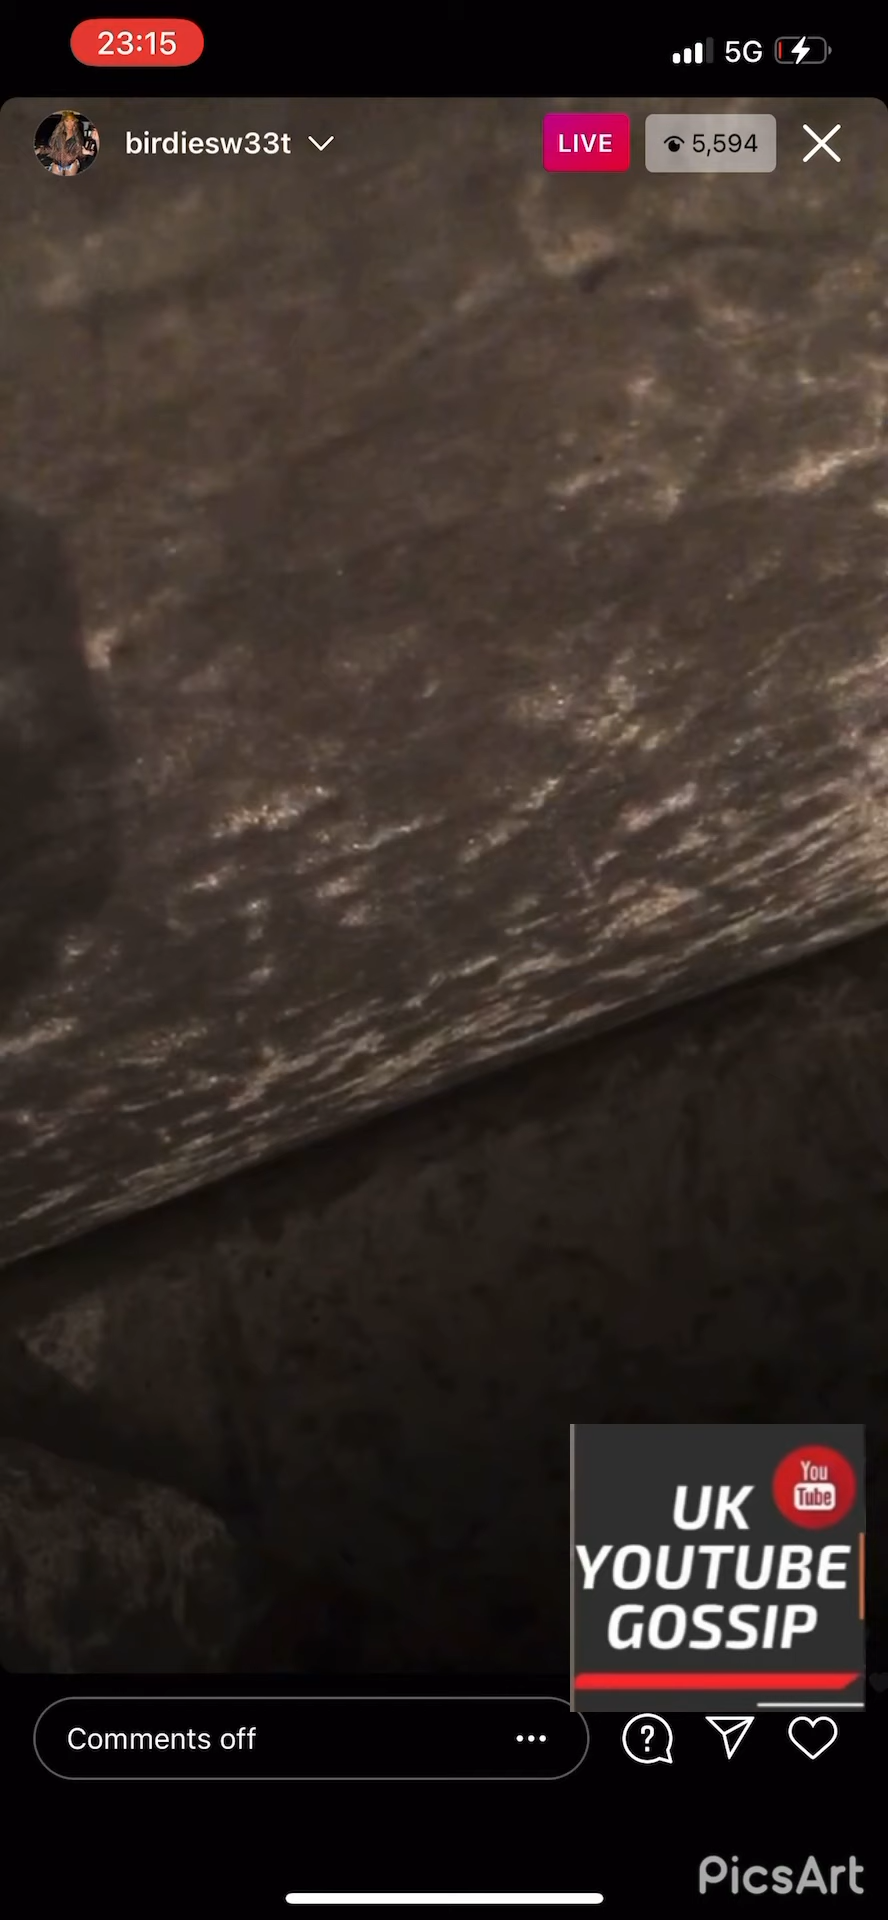 23:15
5G
birdiesw33t
LIVE
5,594
You
Tube
UK
YOUTUBE
GOSSIP
Comments off
PicsArt